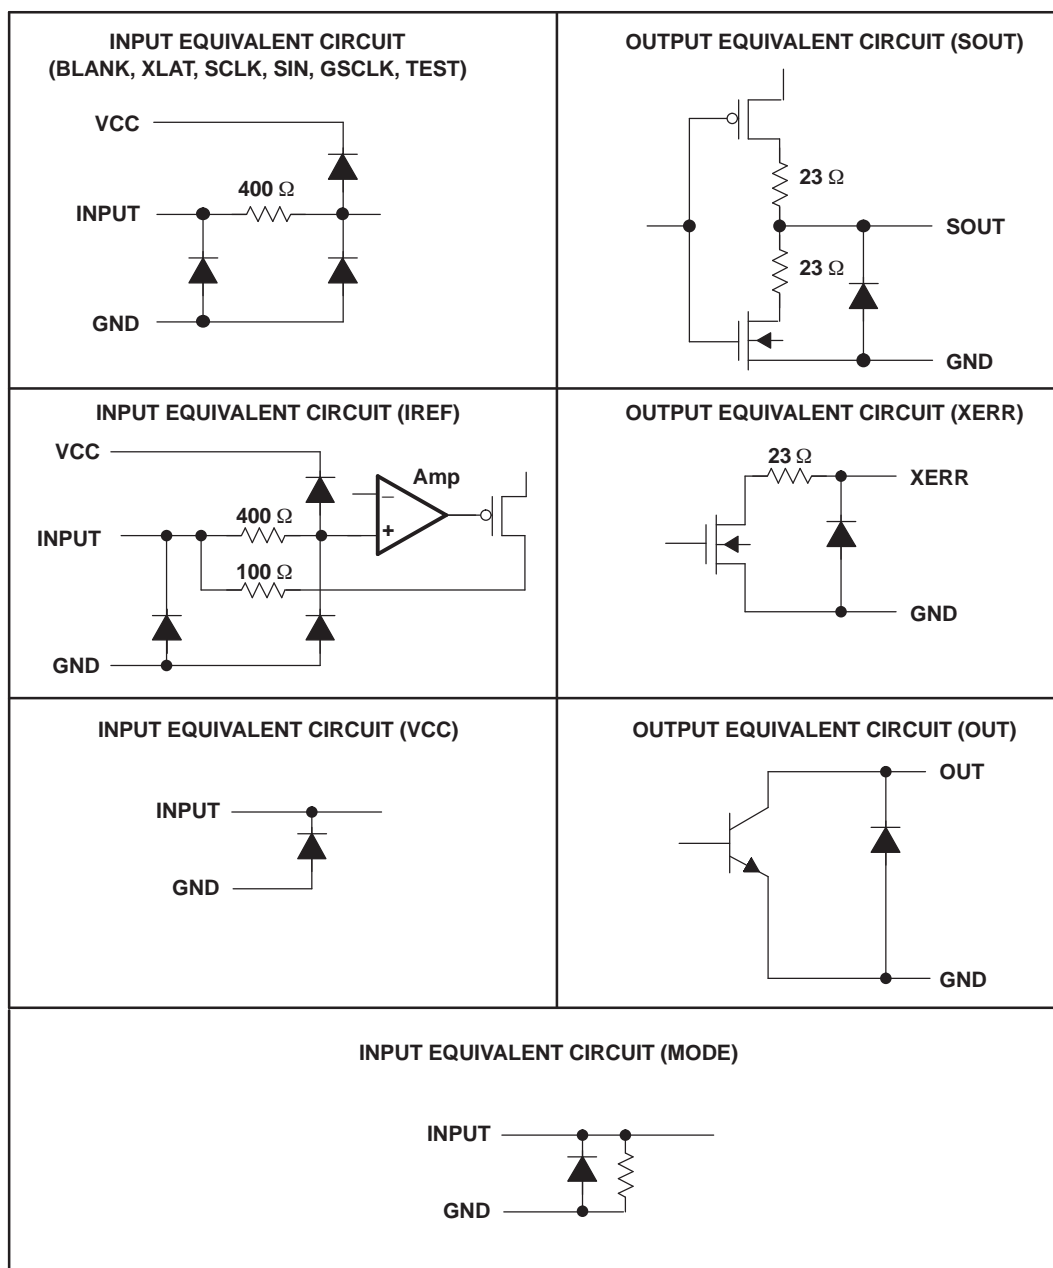 INPUT EQUIVALENT CIRCUIT
(BLANK, XLAT, SCLK, SIN, GSCLK, TEST)
VCC
400 Ω
INPUT
GND
OUTPUT EQUIVALENT CIRCUIT (SOUT)
23 Ω
SOUT
23 Ω
GND
INPUT EQUIVALENT CIRCUIT (IREF)
VCC
Amp
400 Ω
INPUT
100 Ω
GND
OUTPUT EQUIVALENT CIRCUIT (XERR)
23 Ω
XERR
GND
INPUT EQUIVALENT CIRCUIT (VCC)
INPUT
GND
OUTPUT EQUIVALENT CIRCUIT (OUT)
OUT
GND
INPUT EQUIVALENT CIRCUIT (MODE)
INPUT
GND